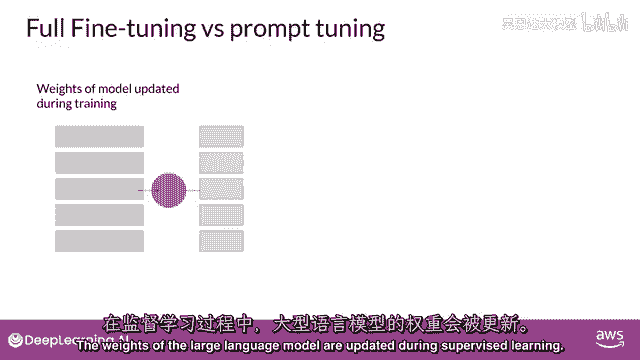 Full Fine-tuning vs prompt tuning
Weights of model updated
during training
在监督学习过程中，大型语言模型的权重会被更新。
The weights of the large language model are updated during supervised learning.
DeepLearning.AI
aws